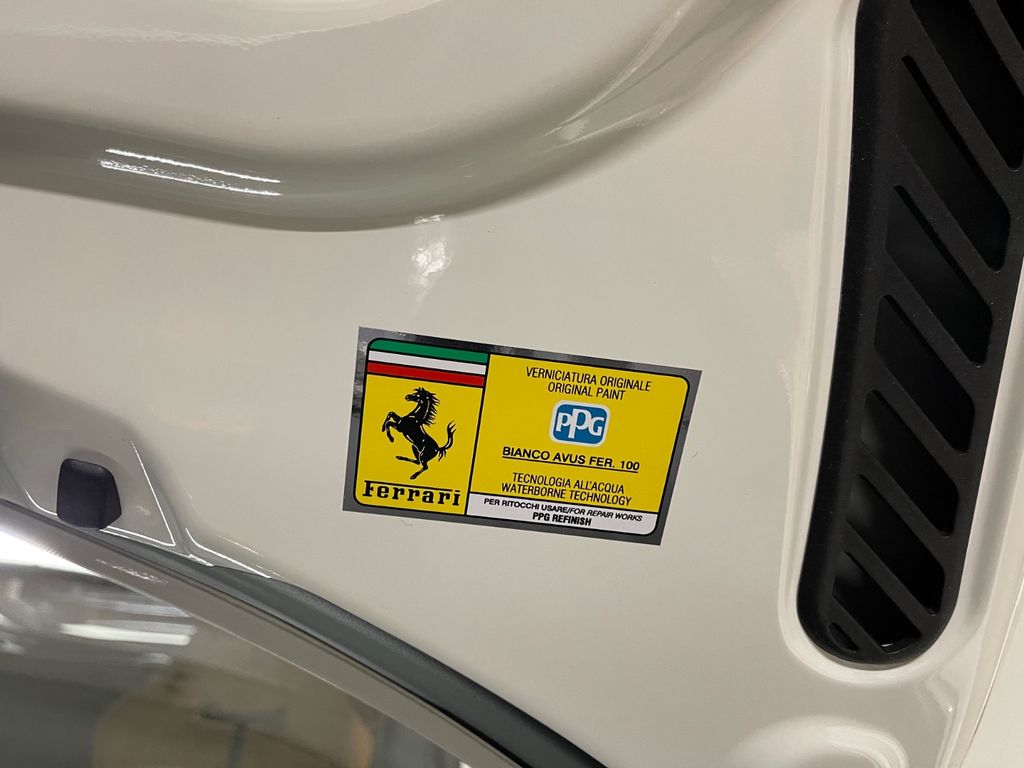 Ferrari
VERNICIATURA ORIGINALE
ORIGINAL PAINT
PPG
BIANCO AVUS FER. 100
TECNOLOGIA ALL'ACQUA
WATERBORNE TECHNOLOGY
PER RITOCCHI USARE/FOR REPAIR WORKS
PPG REFINISH